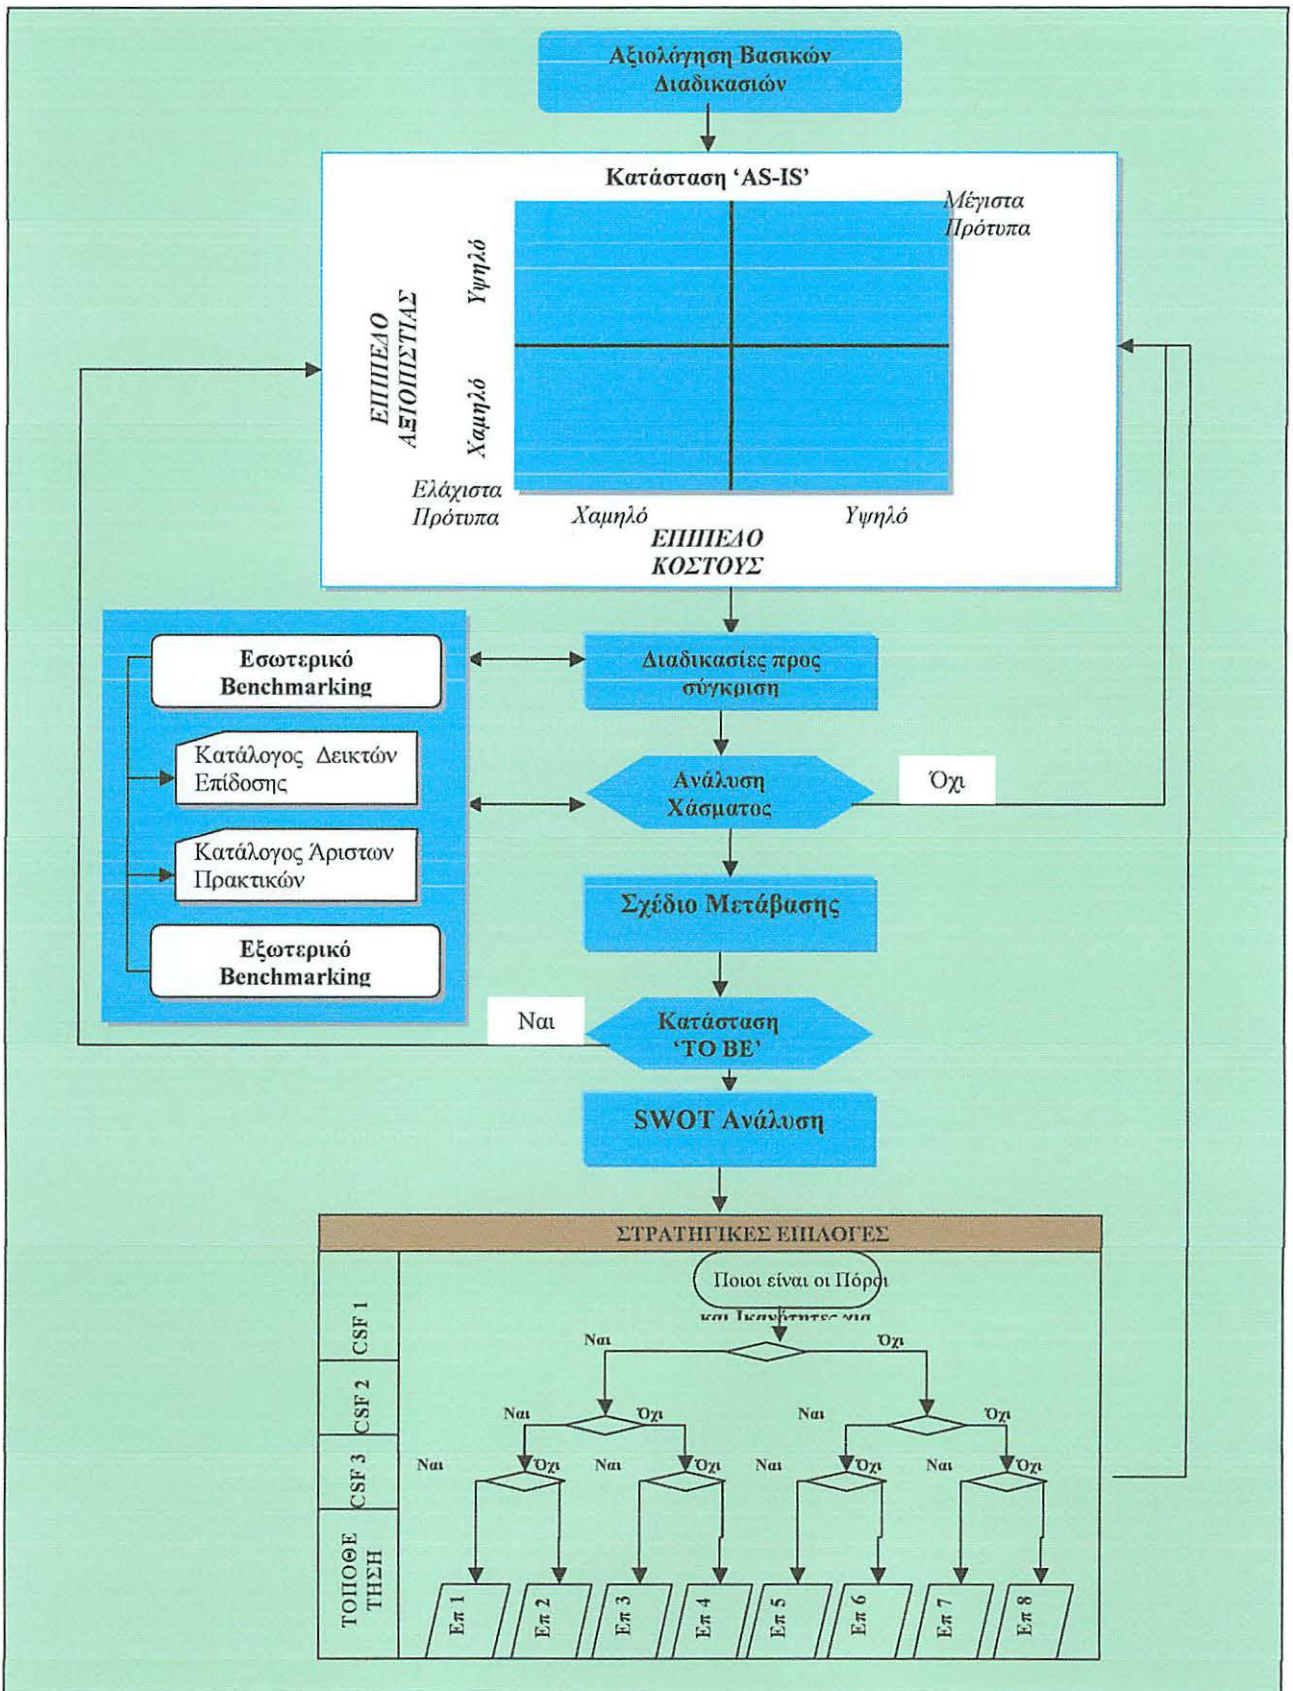 Αξιολόγηση Βασικών
Διαδικασιών
Κατάσταση ‘AS-IS’
Μέγιστα
Πρότυπα
ΕΠΙΠΕΔΟ
ΑΞΙΟΠΙΣΤΙΑΣ
Υψηλό
Χαμηλό
Ελάχιστα
Πρότυπα
Χαμηλό
Υψηλό
ΕΠΙΠΕΔΟ
ΚΟΣΤΟΥΣ
Εσωτερικό
Benchmarking
Κατάλογος Δεικτών
Επίδοσης
Κατάλογος Άριστων
Πρακτικών
Εξωτερικό
Benchmarking
Διαδικασίες προς
σύγκριση
Ανάλυση
Χάσματος
Όχι
Σχέδιο Μετάβασης
Ναι
Κατάσταση
‘TO BE’
SWOT Ανάλυση
ΣΤΡΑΤΗΓΙΚΕΣ ΕΠΙΛΟΓΕΣ
CSF 1
Ποιοι είναι οι Πόροι
και Ικανότητες για
Ναι
Όχι
CSF 2
Ναι
Όχι
Ναι
Όχι
CSF 3
Ναι
Όχι
Ναι
Όχι
Ναι
Όχι
Ναι
Όχι
ΤΟΠΟΘΕ
ΤΗΣΗ
Επ 1
Επ 2
Επ 3
Επ 4
Επ 5
Επ 6
Επ 7
Επ 8